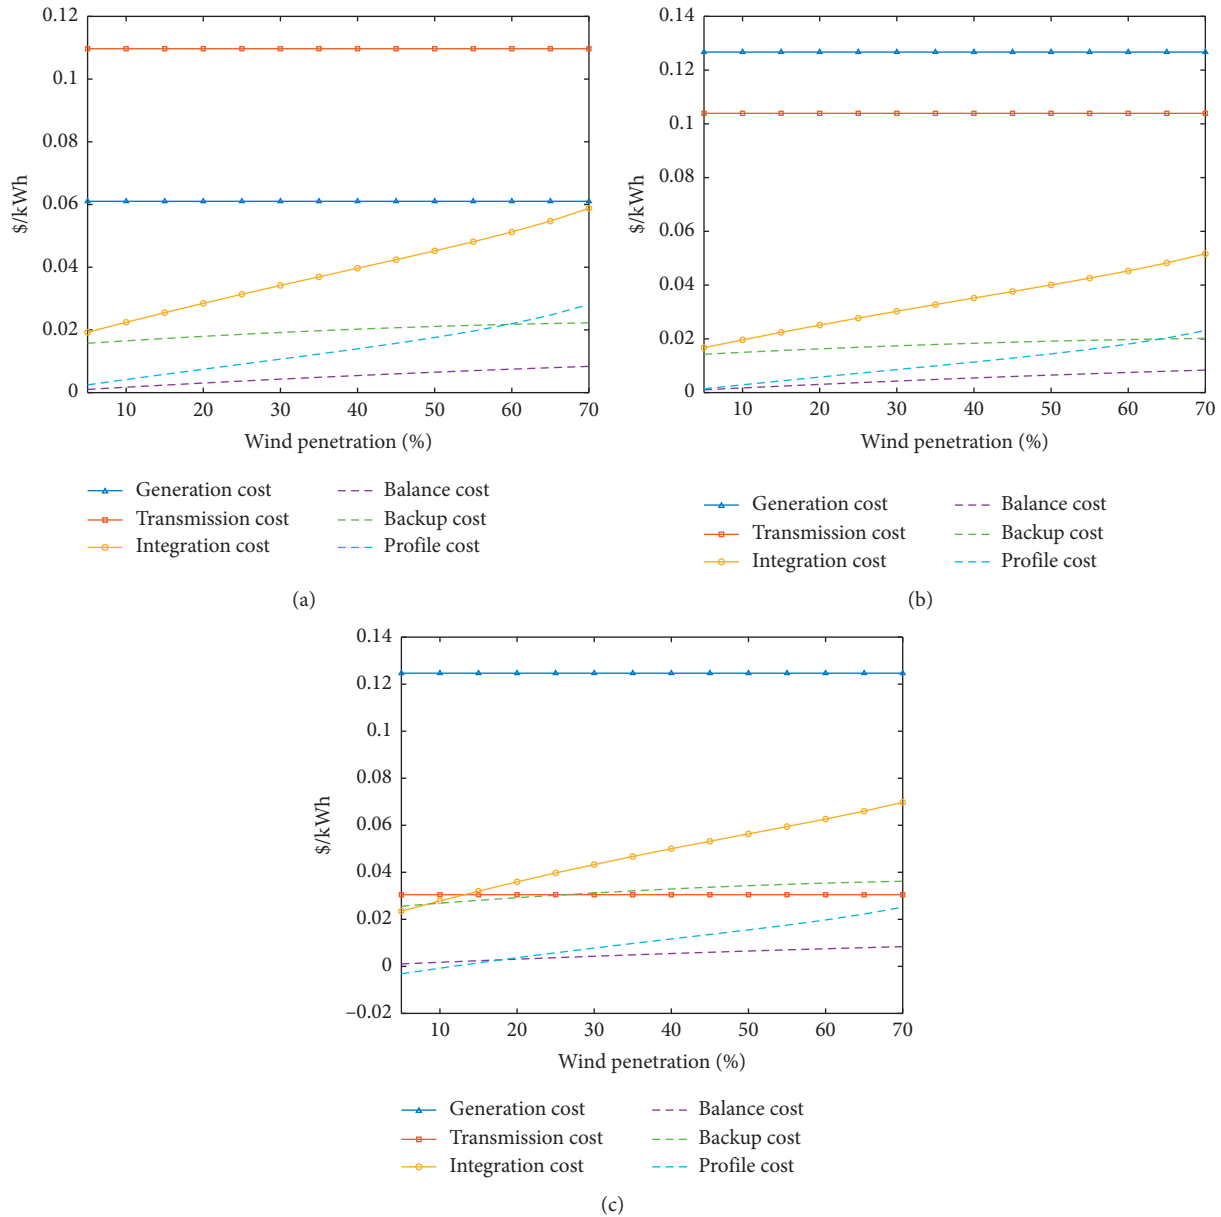 0.12
0.1
0.08
0.06
0.04
0.02
0
$/kWh
10 20 30 40 50 60 70
Wind penetration (%)
Generation cost
Transmission cost
Integration cost
Balance cost
Backup cost
Profile cost
(a)
0.14
0.12
0.1
0.08
0.06
0.04
0.02
0
$/kWh
10 20 30 40 50 60 70
Wind penetration (%)
Generation cost
Transmission cost
Integration cost
Balance cost
Backup cost
Profile cost
(b)
0.14
0.12
0.1
0.08
0.06
0.04
0.02
0
−0.02
$/kWh
10 20 30 40 50 60 70
Wind penetration (%)
Generation cost
Transmission cost
Integration cost
Balance cost
Backup cost
Profile cost
(c)